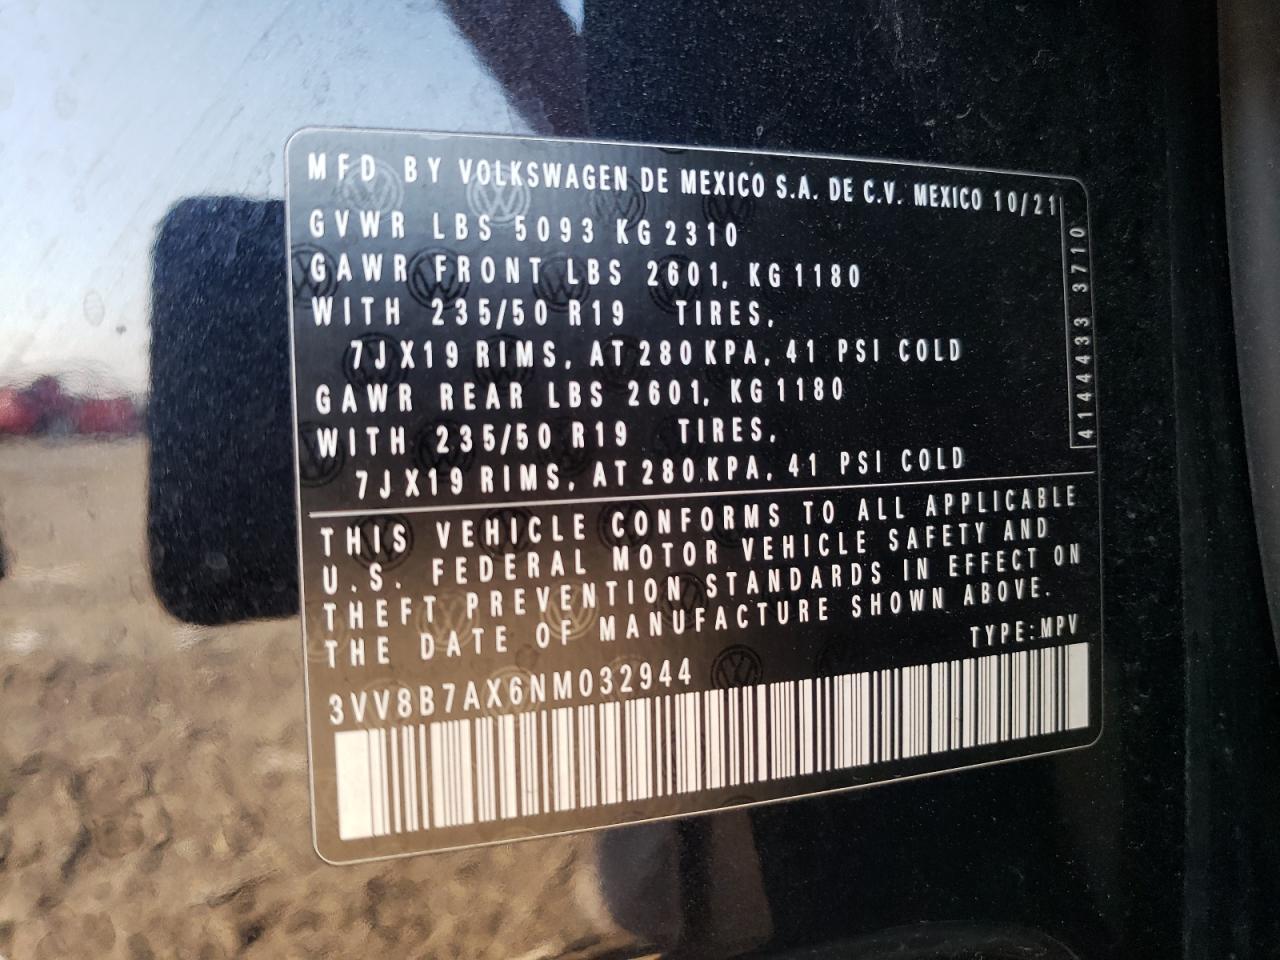 MFD BY VOLKSWAGEN DE MEXICO S.A. DE C.V. MEXICO 10/21
GVWR LBS 5093 KG 2310
GAWR FRONT LBS 2601, KG 1180
WITH 235/50 R19 TIRES,
7J X19 RIMS, AT 280 KPA, 41 PSI COLD
GAWR REAR LBS 2601, KG 1180
WITH 235/50 R19 TIRES,
7J X19 RIMS, AT 280 KPA, 41 PSI COLD
4144433 3710
THIS VEHICLE CONFORMS TO ALL APPLICABLE
U.S. FEDERAL MOTOR VEHICLE SAFETY AND
THEFT PREVENTION STANDARDS IN EFFECT ON
THE DATE OF MANUFACTURE SHOWN ABOVE.
TYPE:MPV
3VV8B7AX6NM032944